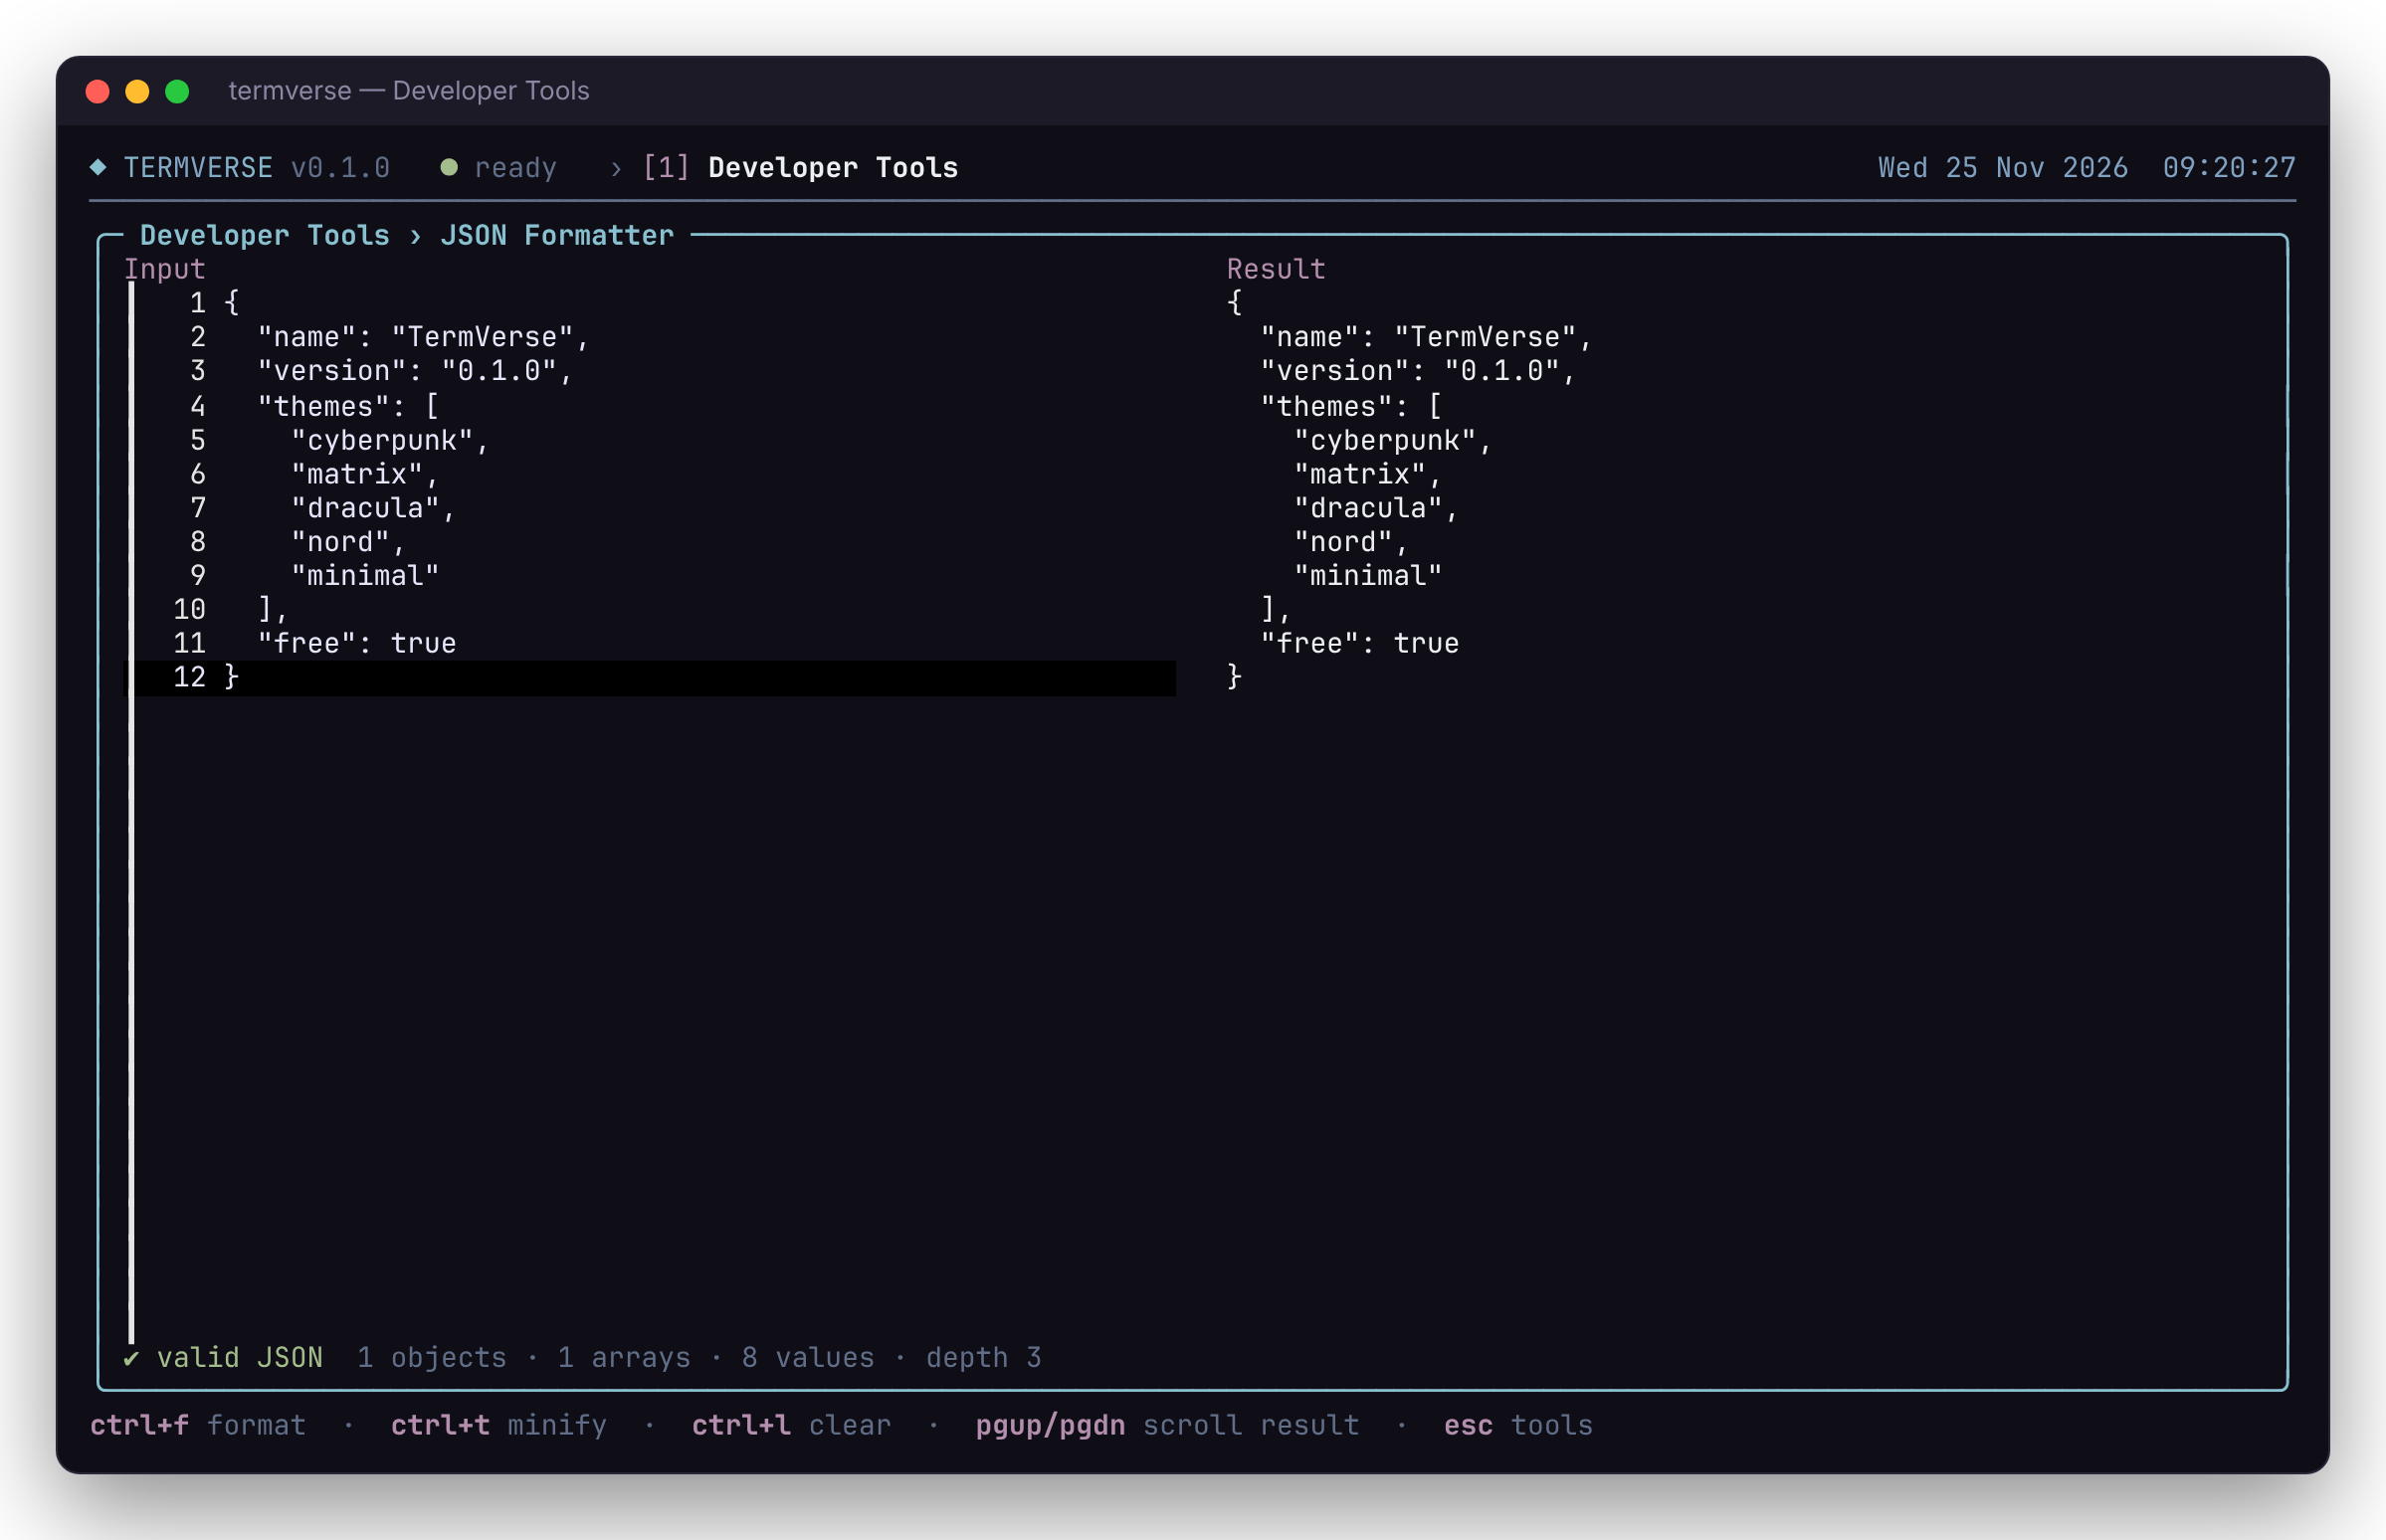 termverse — Developer Tools
◆ TERMVERSE v0.1.0 ● ready › [1] Developer Tools Wed 25 Nov 2026 09:20:27
Developer Tools › JSON Formatter
Input
1 {
2   "name": "TermVerse",
3   "version": "0.1.0",
4   "themes": [
5     "cyberpunk",
6     "matrix",
7     "dracula",
8     "nord",
9     "minimal"
10   ],
11   "free": true
12 }
Result
{
  "name": "TermVerse",
  "version": "0.1.0",
  "themes": [
    "cyberpunk",
    "matrix",
    "dracula",
    "nord",
    "minimal"
  ],
  "free": true
}
✔ valid JSON 1 objects · 1 arrays · 8 values · depth 3
ctrl+f format · ctrl+t minify · ctrl+l clear · pgup/pgdn scroll result · esc tools